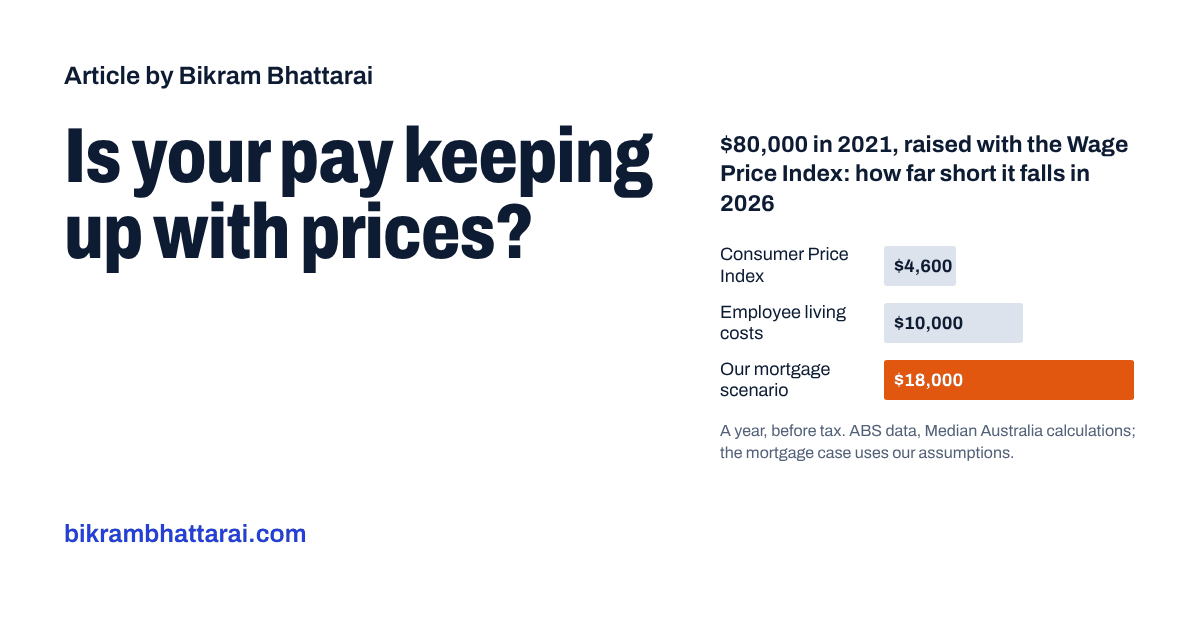 Article by Bikram Bhattarai
Is your pay keeping
up with prices?
$80,000 in 2021, raised with the Wage
Price Index: how far short it falls in
2026
Consumer Price
Index
$4,600
Employee living
costs
$10,000
Our mortgage
scenario
$18,000
A year, before tax. ABS data, Median Australia calculations;
the mortgage case uses our assumptions.
bikrambhattarai.com